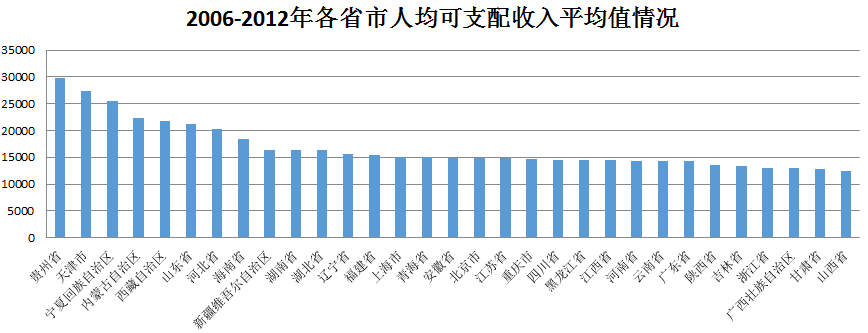 2006-2012年各省市人均可支配收入平均值情况
35000
30000
25000
20000
15000
10000
5000
0
贵州省
天津市
宁夏回族自治区
内蒙古自治区
西藏自治区
山东省
河北省
海南省
新疆维吾尔自治区
湖南省
湖北省
辽宁省
福建省
上海市
青海省
安徽省
北京市
江苏省
重庆市
四川省
黑龙江省
江西省
河南省
云南省
广东省
陕西省
吉林省
浙江省
广西壮族自治区
甘肃省
山西省